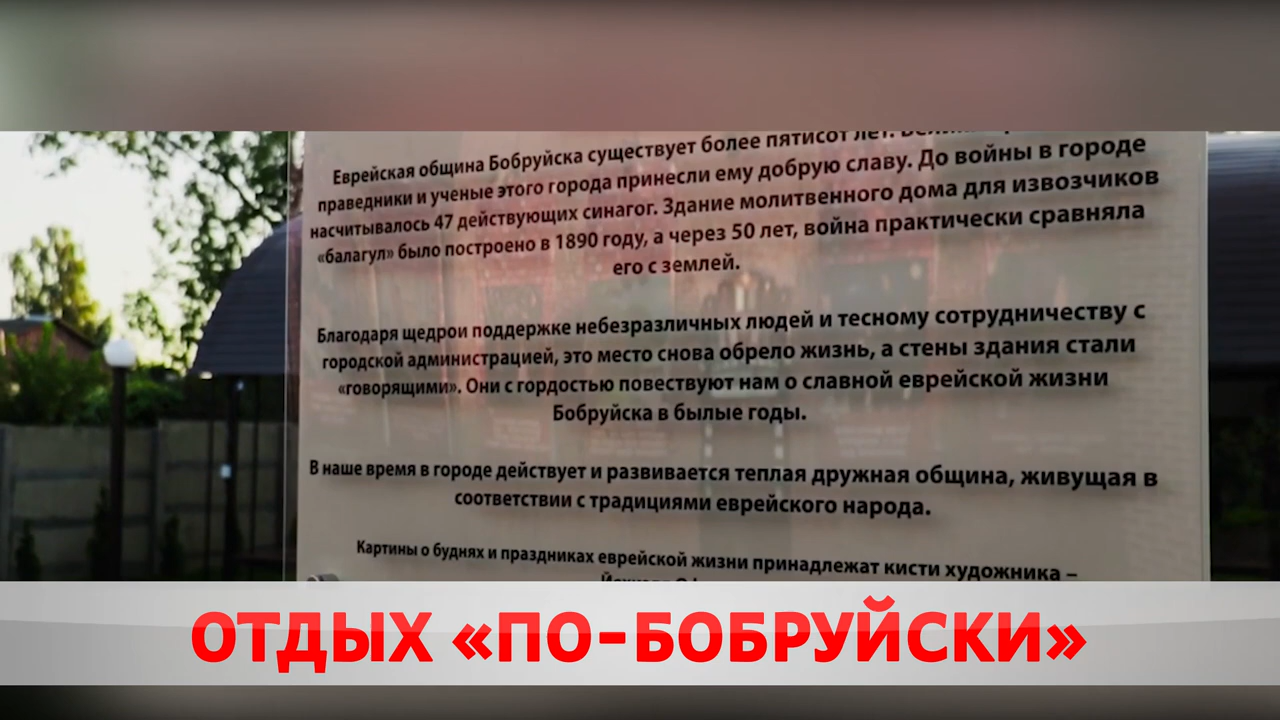 Еврейская община Бобруйска существует более пятисот лет.
праведники и ученые этого города принесли ему добрую славу. До войны в городе
насчитывалось 47 действующих синагог. Здание молитвенного дома для извозчиков
«балагул» было построено в 1890 году, а через 50 лет, война практически сравняла
его с землей.
Благодаря щедрой поддержке небезразличных людей и тесному сотрудничеству с
городской администрацией, это место снова обрело жизнь, а стены здания стали
«говорящими». Они с гордостью повествуют нам о славной еврейской жизни
Бобруйска в былые годы.
В наше время в городе действует и развивается теплая дружная община, живущая в
соответствии с традициями еврейского народа.
Картины о буднях и праздниках еврейской жизни принадлежат кисти художника –
ОТДЫХ «ПО-БОБРУЙСКИ»